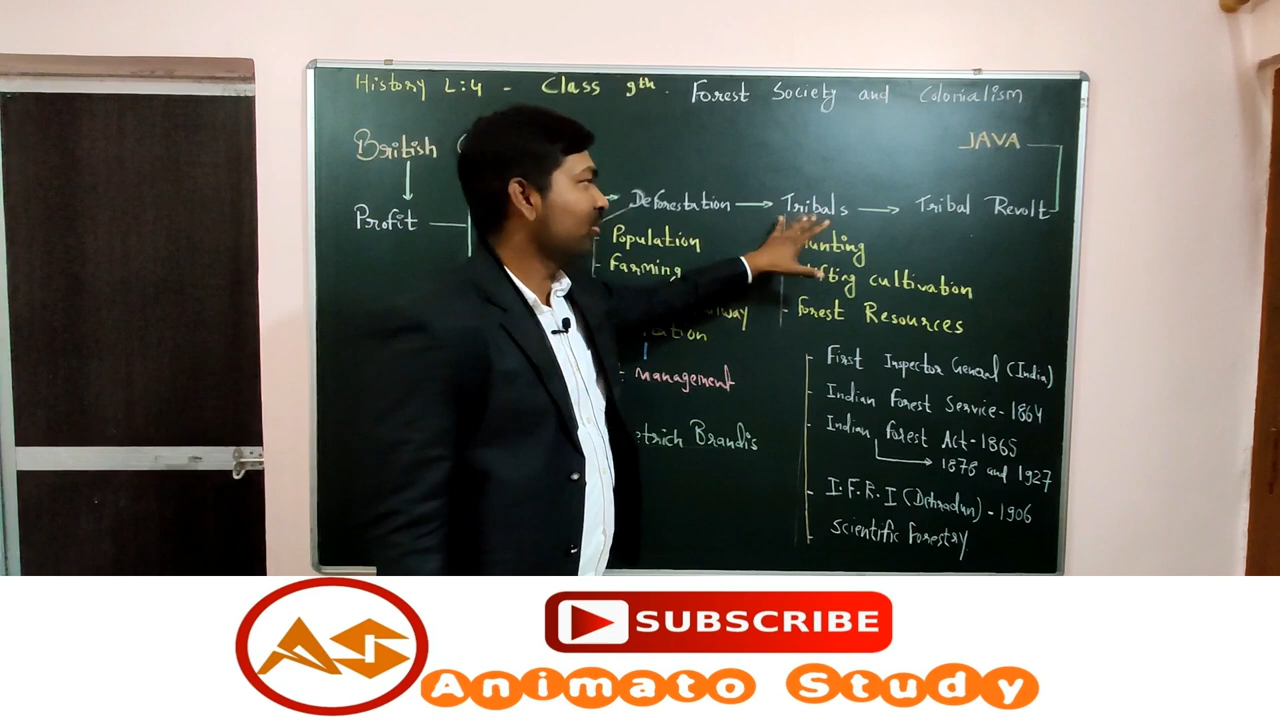 History L:4 - Class 9th. Forest Society and Colonialism
JAVA
British
Profit
Deforestation → Tribals → Tribal Revolt
Population
- Farming
Hunting
cultivation
- Forest Resources
: management
Brandis
- First Inspector General (India)
- Indian Forest Service - 1864
- Indian Forest Act - 1865
1878 and 1927
- I.F.R.I (Dehradun) - 1906
- Scientific Forestry
AS
SUBSCRIBE
Animato Study